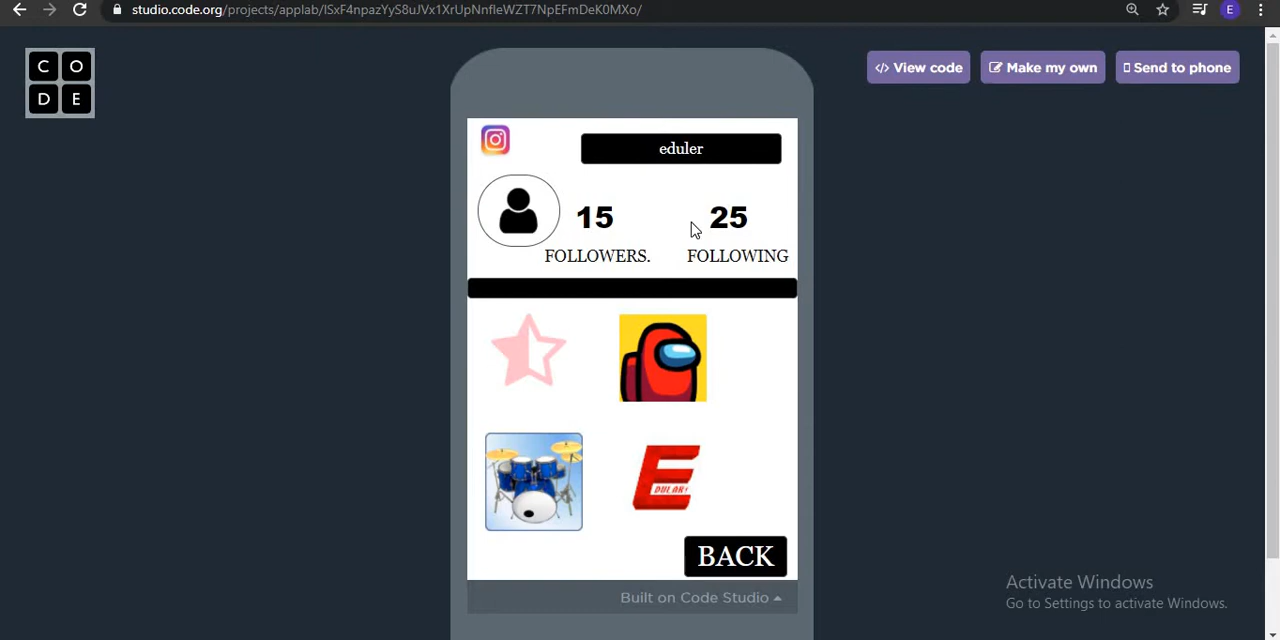 studio.code.org/projects/applab/lSxF4npazYyS8uJVx1XrUpNnfleWZT7NpEFmDeK0MXo/
E
C O
D E
View code
Make my own
Send to phone
eduler
15
25
FOLLOWERS.
FOLLOWING
E
DULAR
BACK
Built on Code Studio
Activate Windows
Go to Settings to activate Windows.